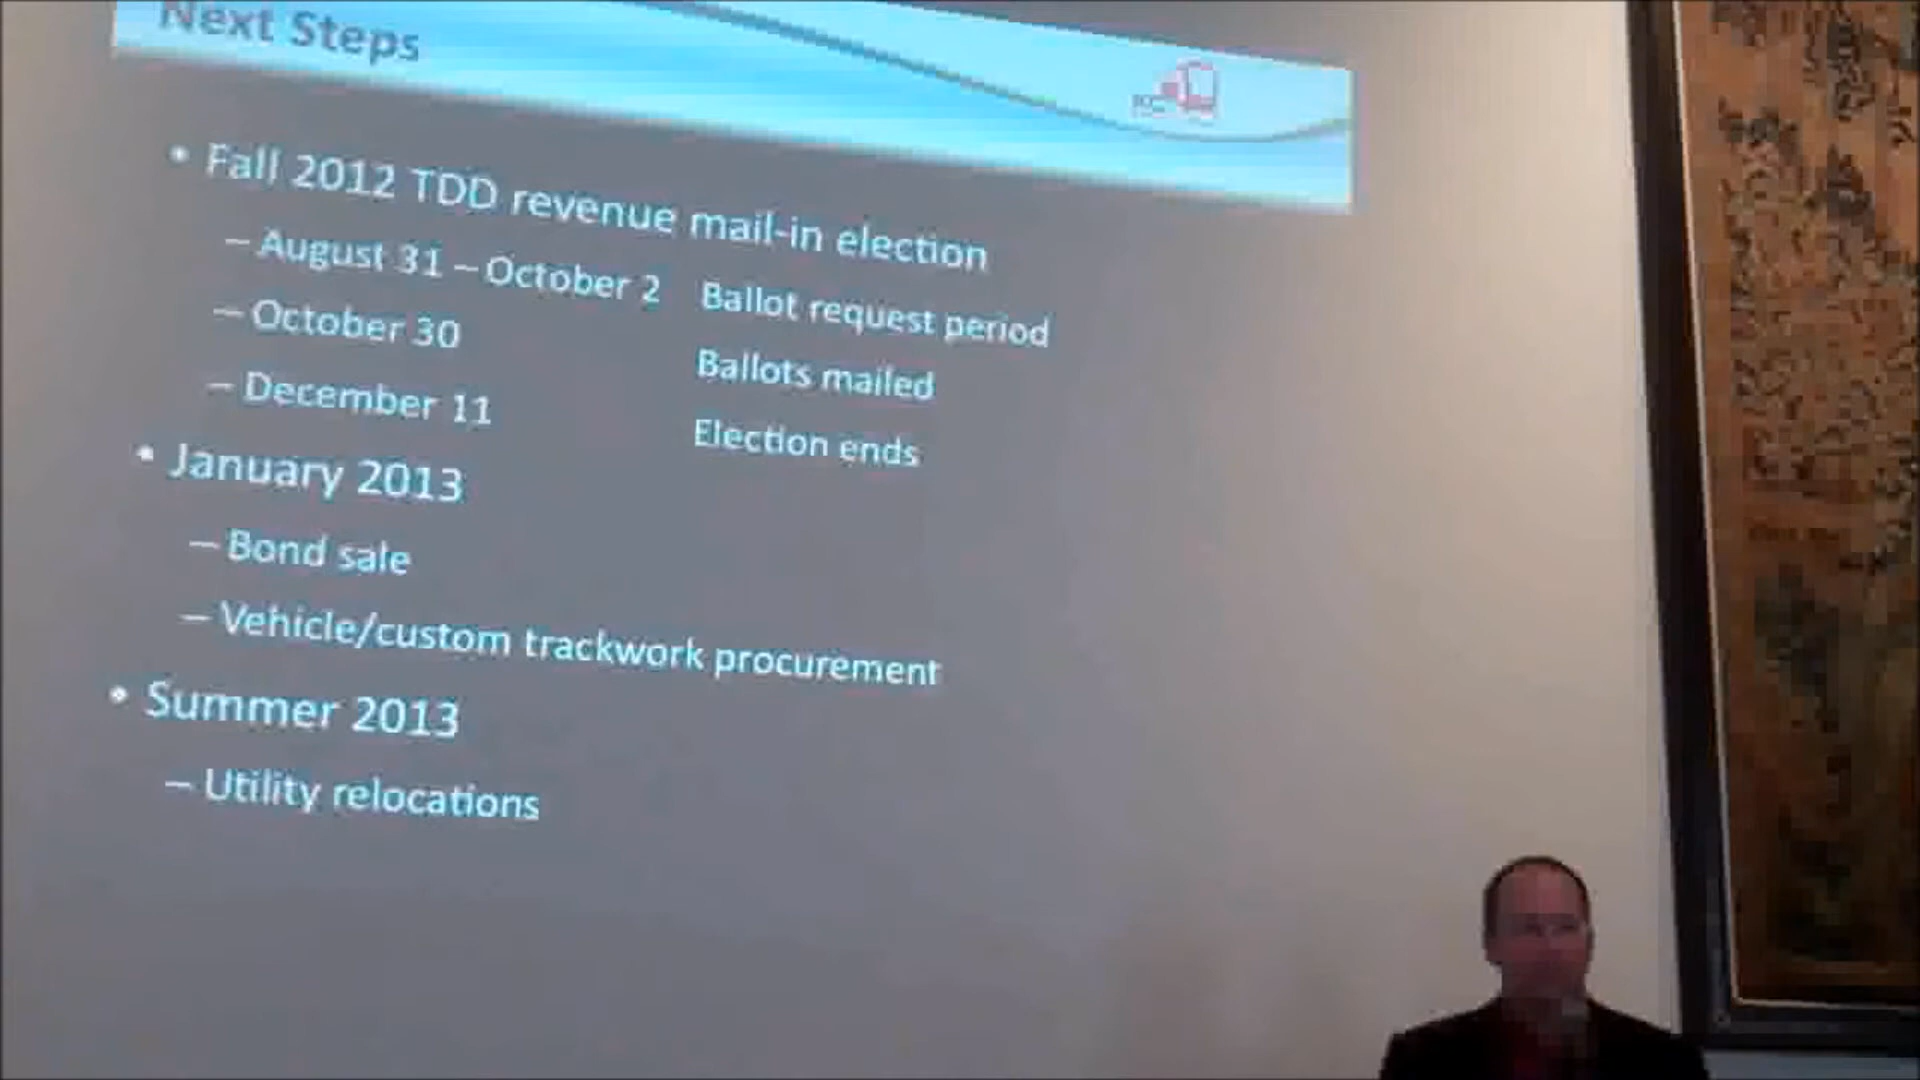 Next Steps
• Fall 2012 TDD revenue mail-in election
– August 31 – October 2 Ballot request period
– October 30 Ballots mailed
– December 11 Election ends
• January 2013
– Bond sale
– Vehicle/custom trackwork procurement
• Summer 2013
– Utility relocations